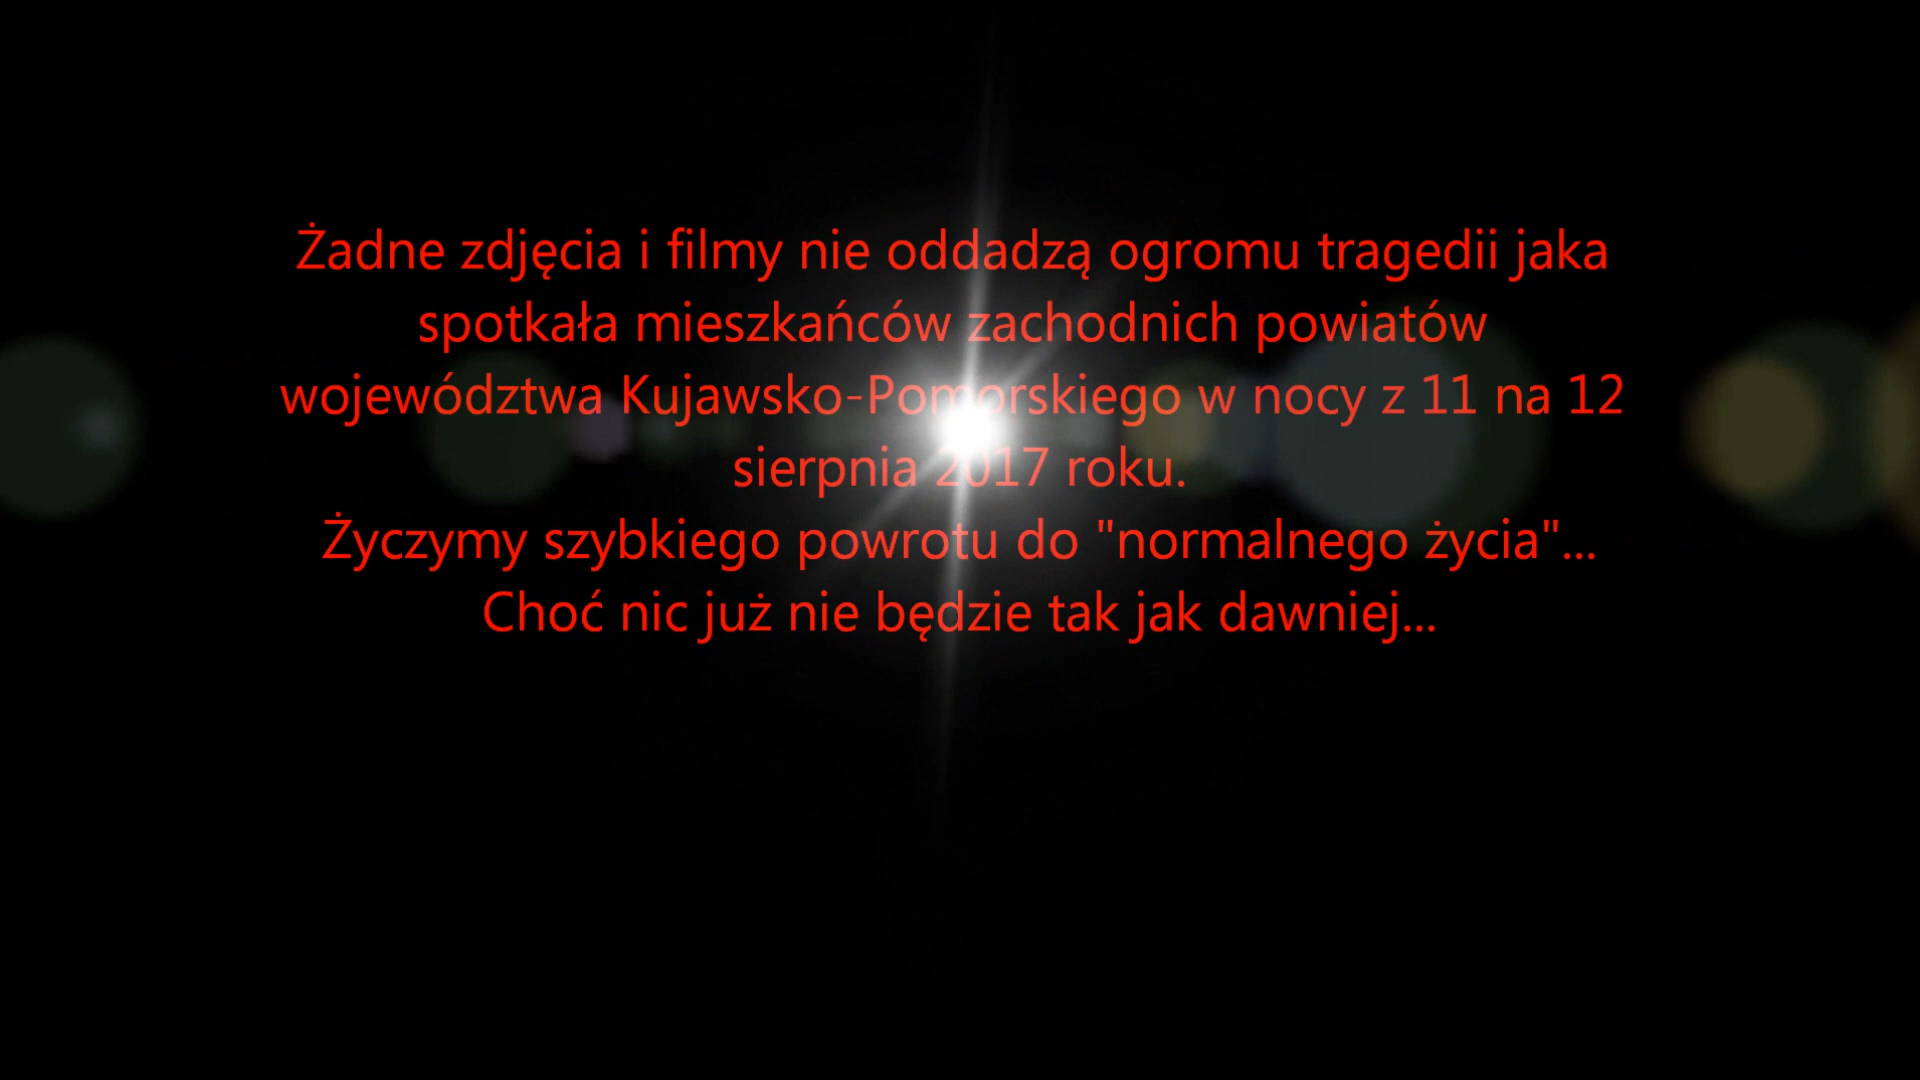 Żadne zdjęcia i filmy nie oddadzą ogromu tragedii jaka
spotkała mieszkańców zachodnich powiatów
województwa Kujawsko-Pomorskiego w nocy z 11 na 12
sierpnia 2017 roku.
Życzymy szybkiego powrotu do "normalnego życia"...
Choć nic już nie będzie tak jak dawniej...